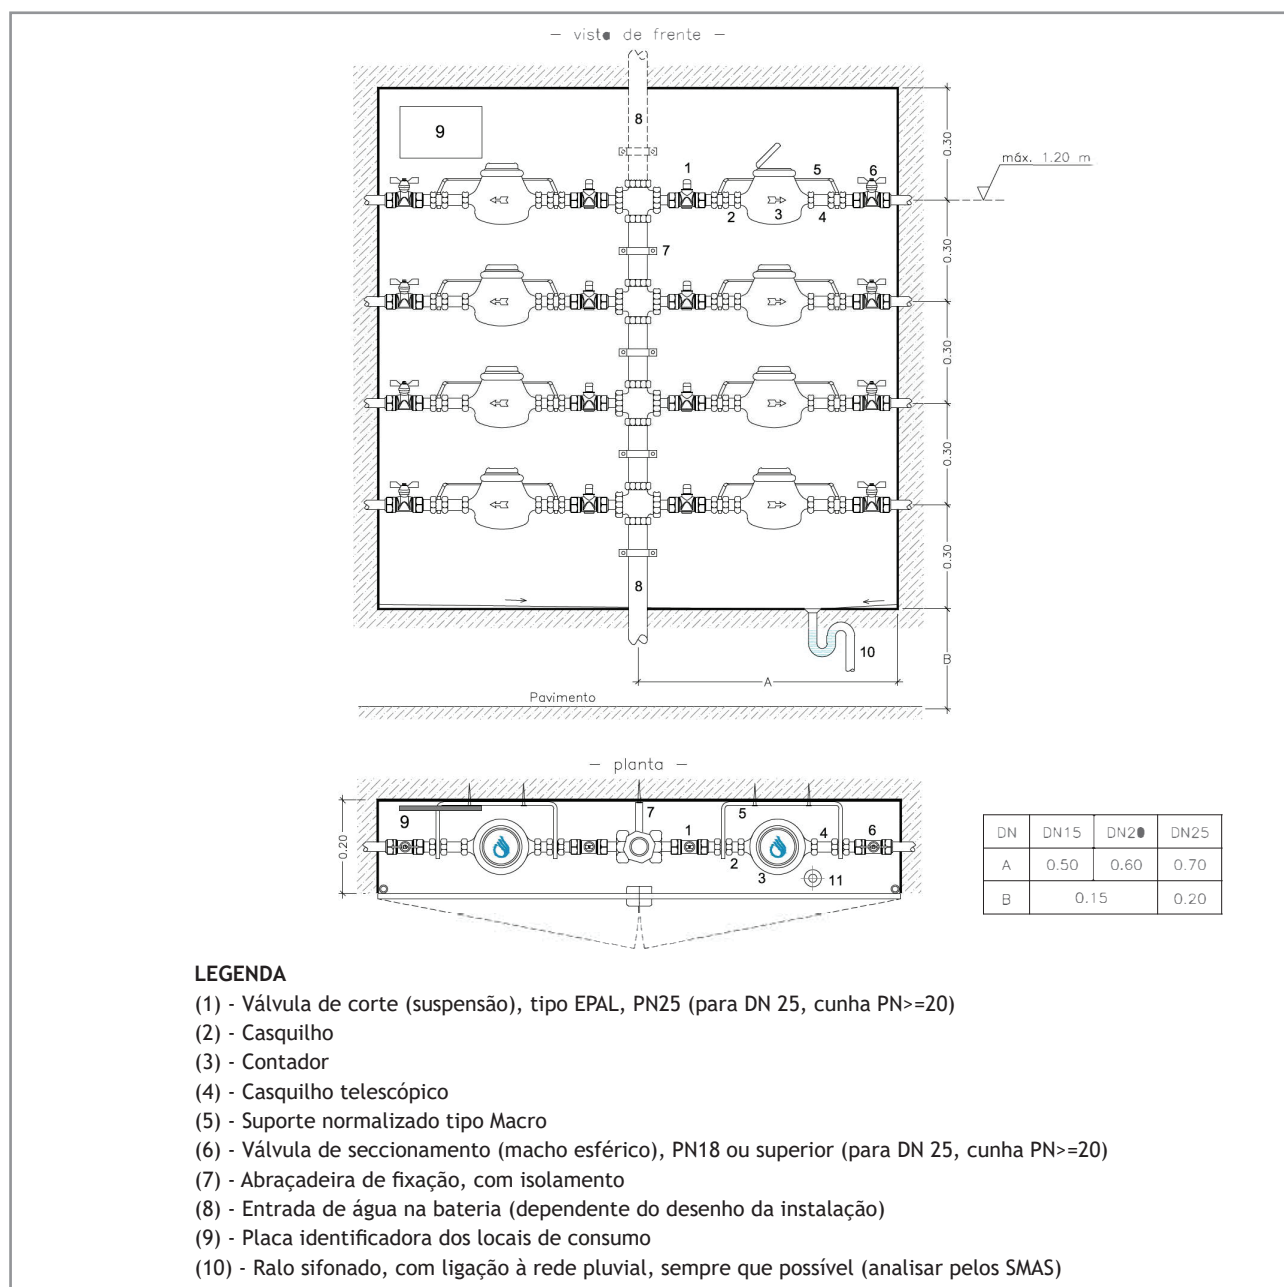 — vista de frente —
9
8
0.30
máx. 1.20 m
1
5
6
2
3
4
7
0.30
0.30
0.30
0.30
8
10
B
A
Pavimento
— planta —
0.20
9
7
1
5
4
6
2
3
11
DN DN15 DN20 DN25
A 0.50 0.60 0.70
B 0.15 0.20
LEGENDA
(1) - Válvula de corte (suspensão), tipo EPAL, PN25 (para DN 25, cunha PN>=20)
(2) - Casquilho
(3) - Contador
(4) - Casquilho telescópico
(5) - Suporte normalizado tipo Macro
(6) - Válvula de seccionamento (macho esférico), PN18 ou superior (para DN 25, cunha PN>=20)
(7) - Abraçadeira de fixação, com isolamento
(8) - Entrada de água na bateria (dependente do desenho da instalação)
(9) - Placa identificadora dos locais de consumo
(10) - Ralo sifonado, com ligação à rede pluvial, sempre que possível (analisar pelos SMAS)